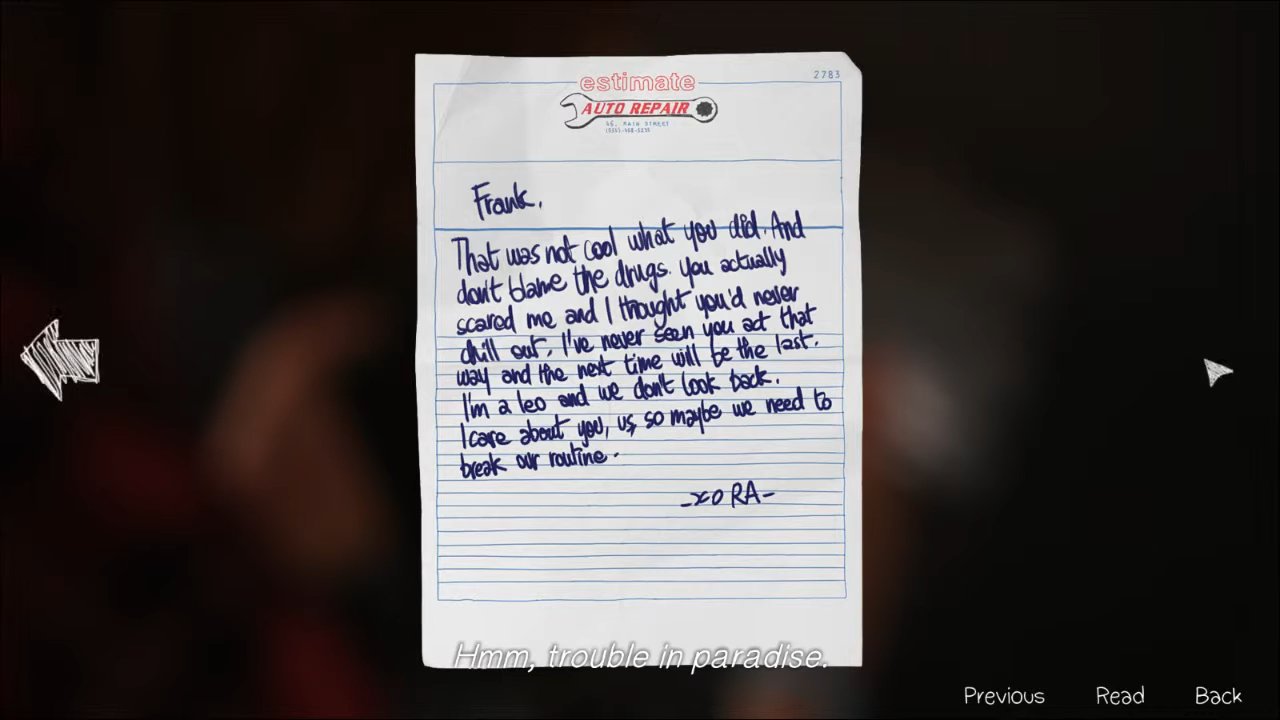 2783
estimate
AUTO REPAIR
46, MAIN STREET
Frank,
That was not cool what you did. And
don't blame the drugs. You actually
scared me and I thought you'd never
chill out. I've never seen you act that
way and the next time will be the last.
I'm a leo and we don't look back.
I care about you, us, so maybe we need to
break our routine.
-xo RA-
Hmm, trouble in paradise.
Previous Read Back